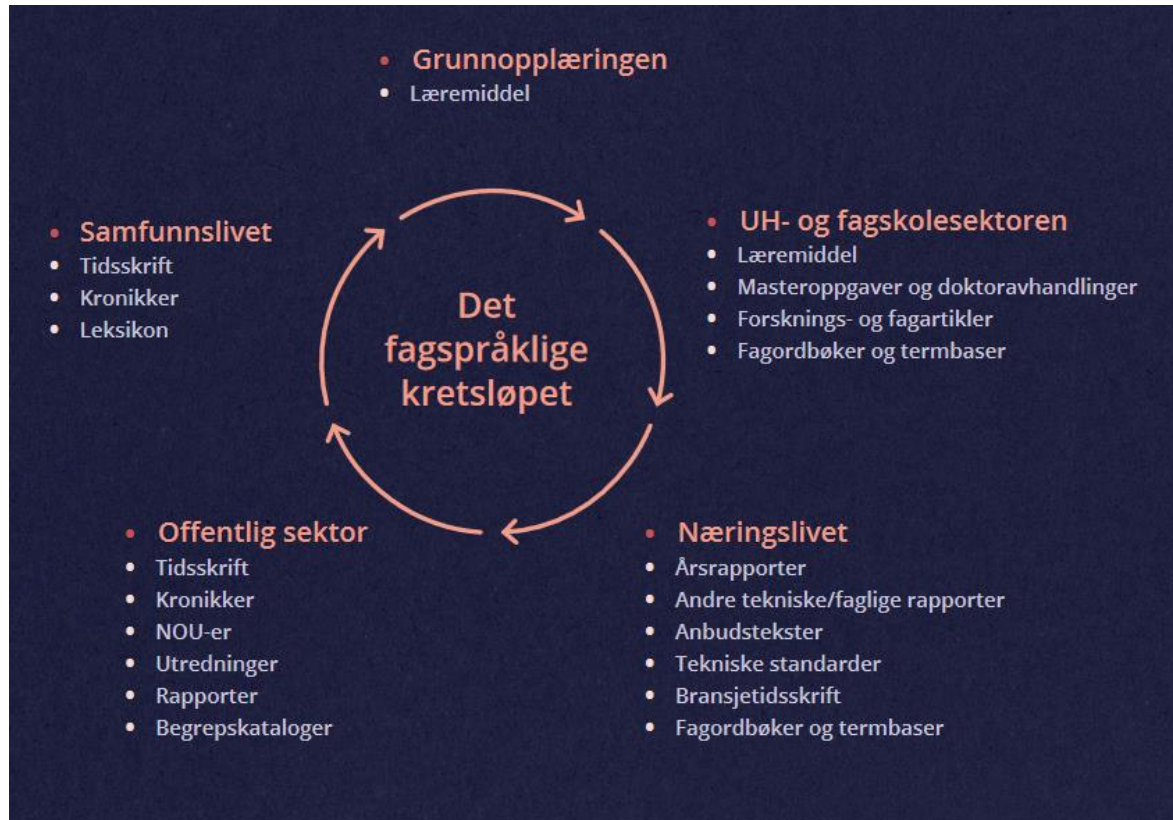 Grunnopplæringen
Læremiddel
UH- og fagskolesektoren
Læremiddel
Masteroppgaver og doktoravhandlinger
Forsknings- og fagartikler
Fagordbøker og termbaser
Næringslivet
Årsrapporter
Andre tekniske/faglige rapporter
Anbudstekster
Tekniske standarder
Bransjetidsskrift
Fagordbøker og termbaser
Offentlig sektor
Tidsskrift
Kronikker
NOU-er
Utredninger
Rapporter
Begrepskataloger
Samfunnslivet
Tidsskrift
Kronikker
Leksikon
Det
fagspråklige
kretsløpet